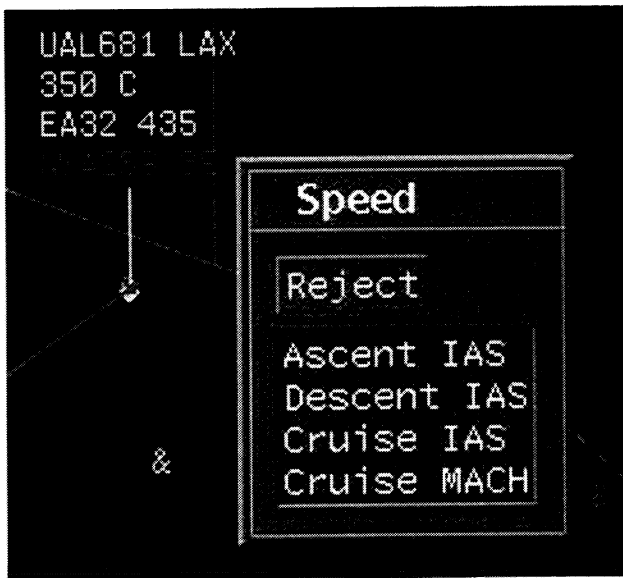 UAL681 LAX
350 C
EA32 435
Speed
Reject
Ascent IAS
Descent IAS
Cruise IAS
Cruise MACH
&